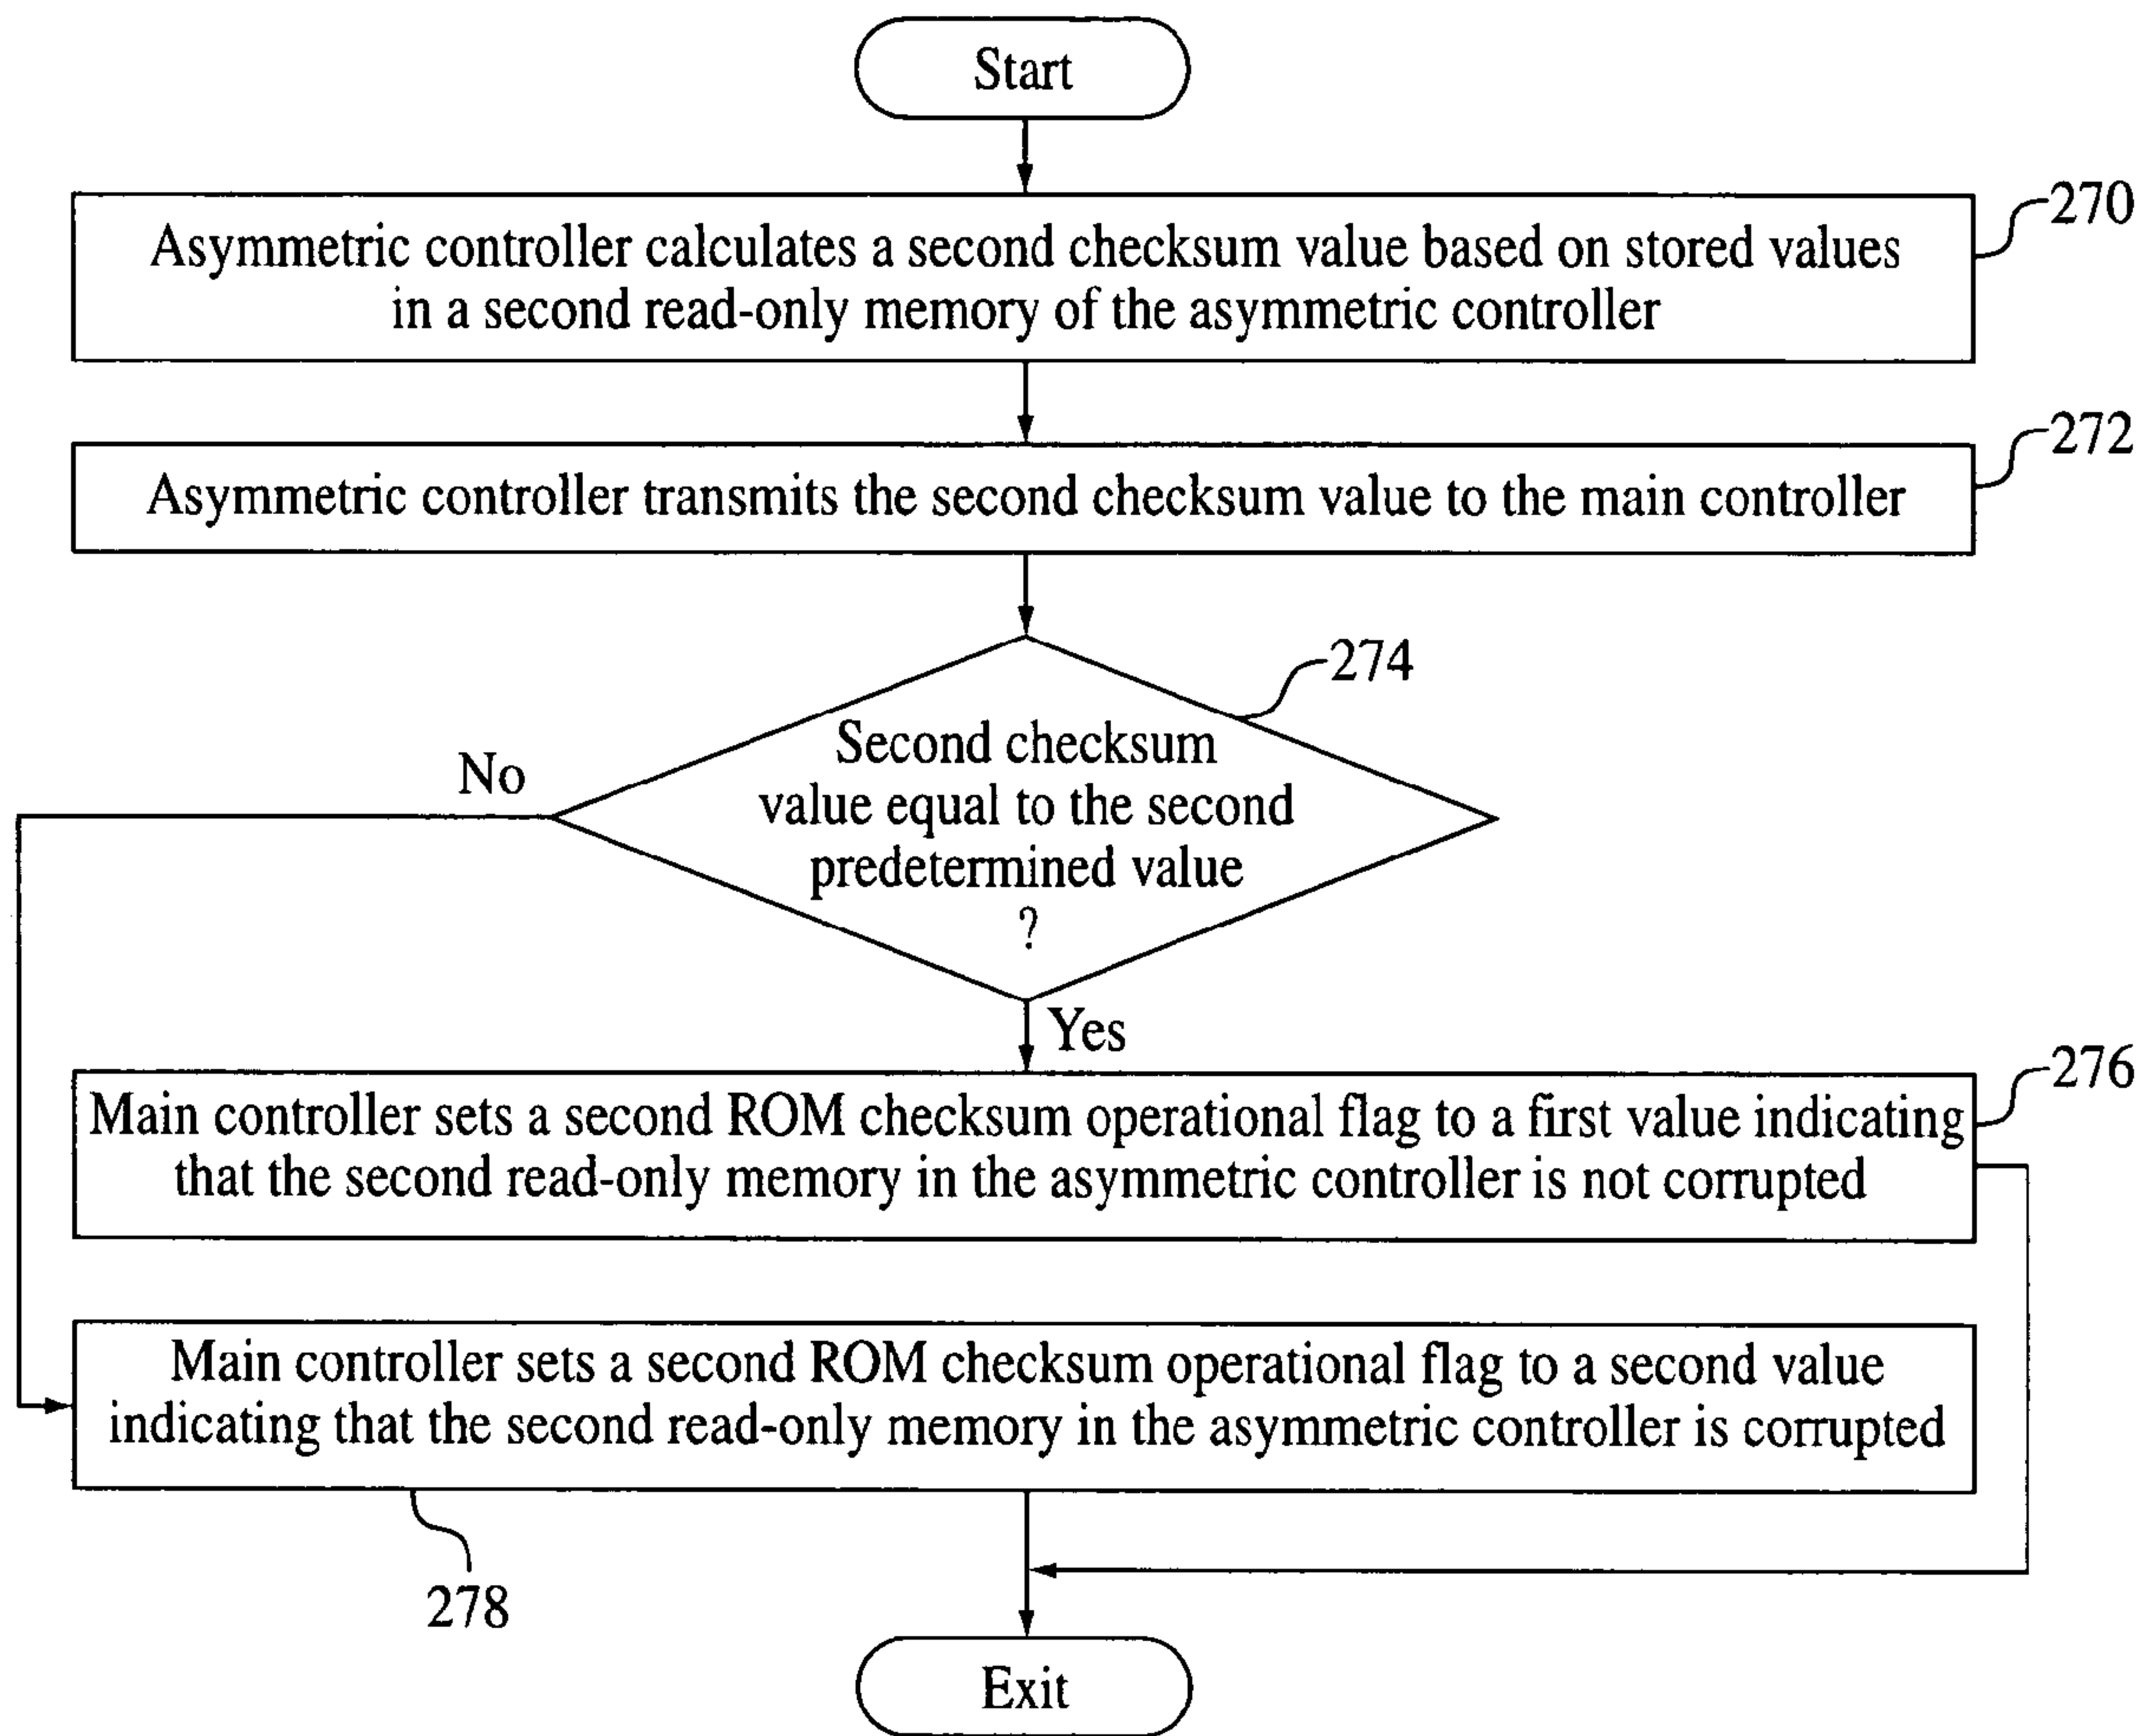 Start
270
Asymmetric controller calculates a second checksum value based on stored values
in a second read-only memory of the asymmetric controller
272
Asymmetric controller transmits the second checksum value to the main controller
274
Second checksum
value equal to the second
predetermined value
?
No
Yes
276
Main controller sets a second ROM checksum operational flag to a first value indicating
that the second read-only memory in the asymmetric controller is not corrupted
Main controller sets a second ROM checksum operational flag to a second value
indicating that the second read-only memory in the asymmetric controller is corrupted
278
Exit